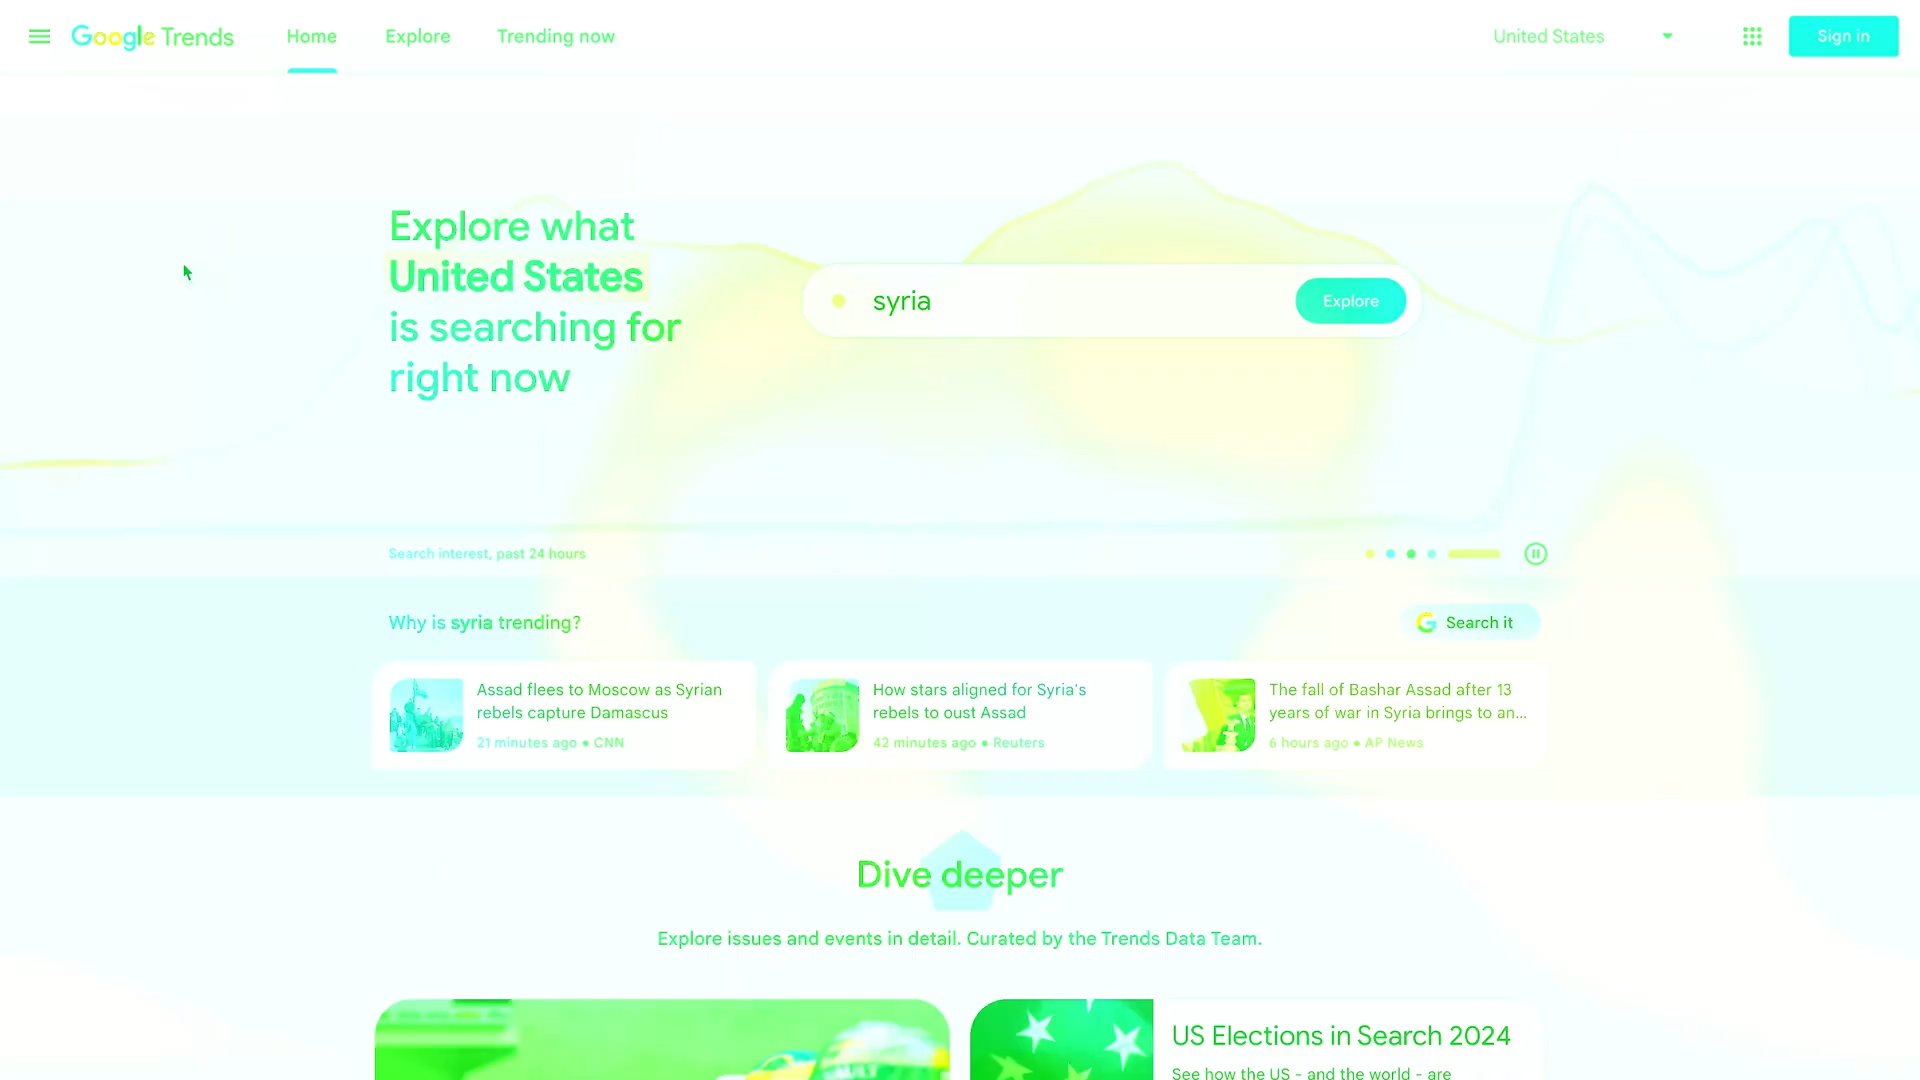 Google Trends
Home
Explore
Trending now
United States
Sign in
Explore what
United States
is searching for
right now
syria
Explore
Search interest, past 24 hours
Why is syria trending?
Search it
Assad flees to Moscow as Syrian
rebels capture Damascus
21 minutes ago • CNN
How stars aligned for Syria's
rebels to oust Assad
42 minutes ago • Reuters
The fall of Bashar Assad after 13
years of war in Syria brings to an...
6 hours ago • AP News
Dive deeper
Explore issues and events in detail. Curated by the Trends Data Team.
US Elections in Search 2024
See how the US - and the world - are